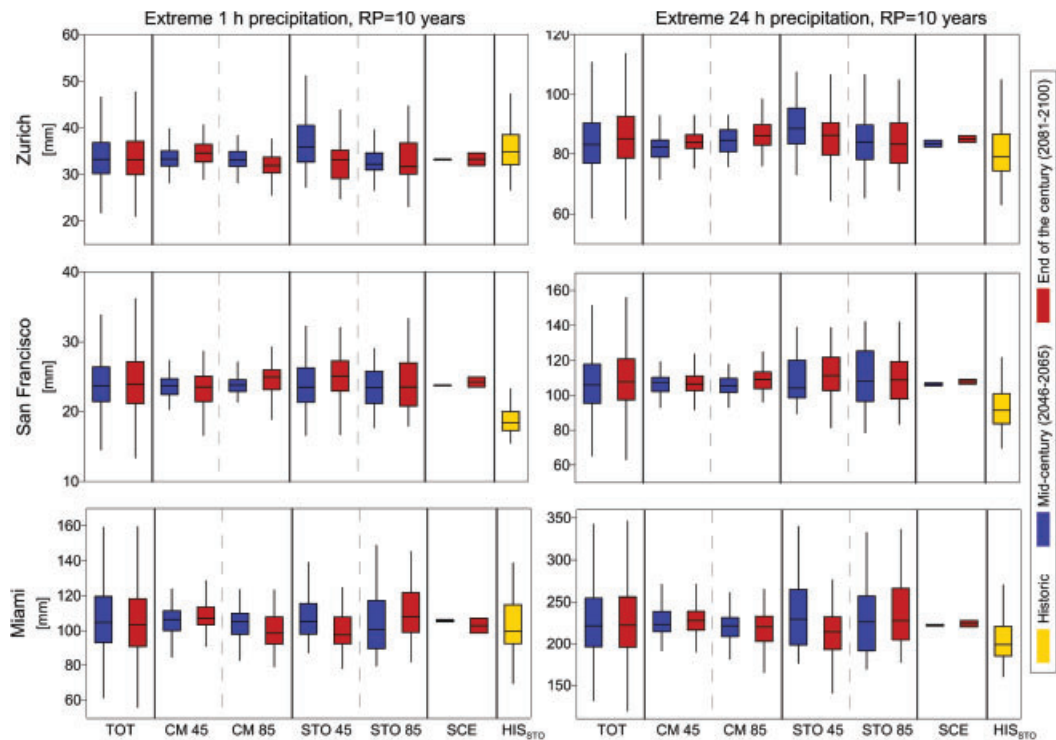 Extreme 1 h precipitation, RP=10 years
Extreme 24 h precipitation, RP=10 years
Zurich
[mm]
60
50
40
30
20
120
100
80
60
San Francisco
[mm]
40
30
20
10
160
140
120
100
80
60
Miami
[mm]
160
140
120
100
80
60
350
300
250
200
150
TOT
CM 45
CM 85
STO 45
STO 85
SCE
HISSTO
TOT
CM 45
CM 85
STO 45
STO 85
SCE
HISSTO
Historic
Mid-century (2046-2065)
End of the century (2081-2100)